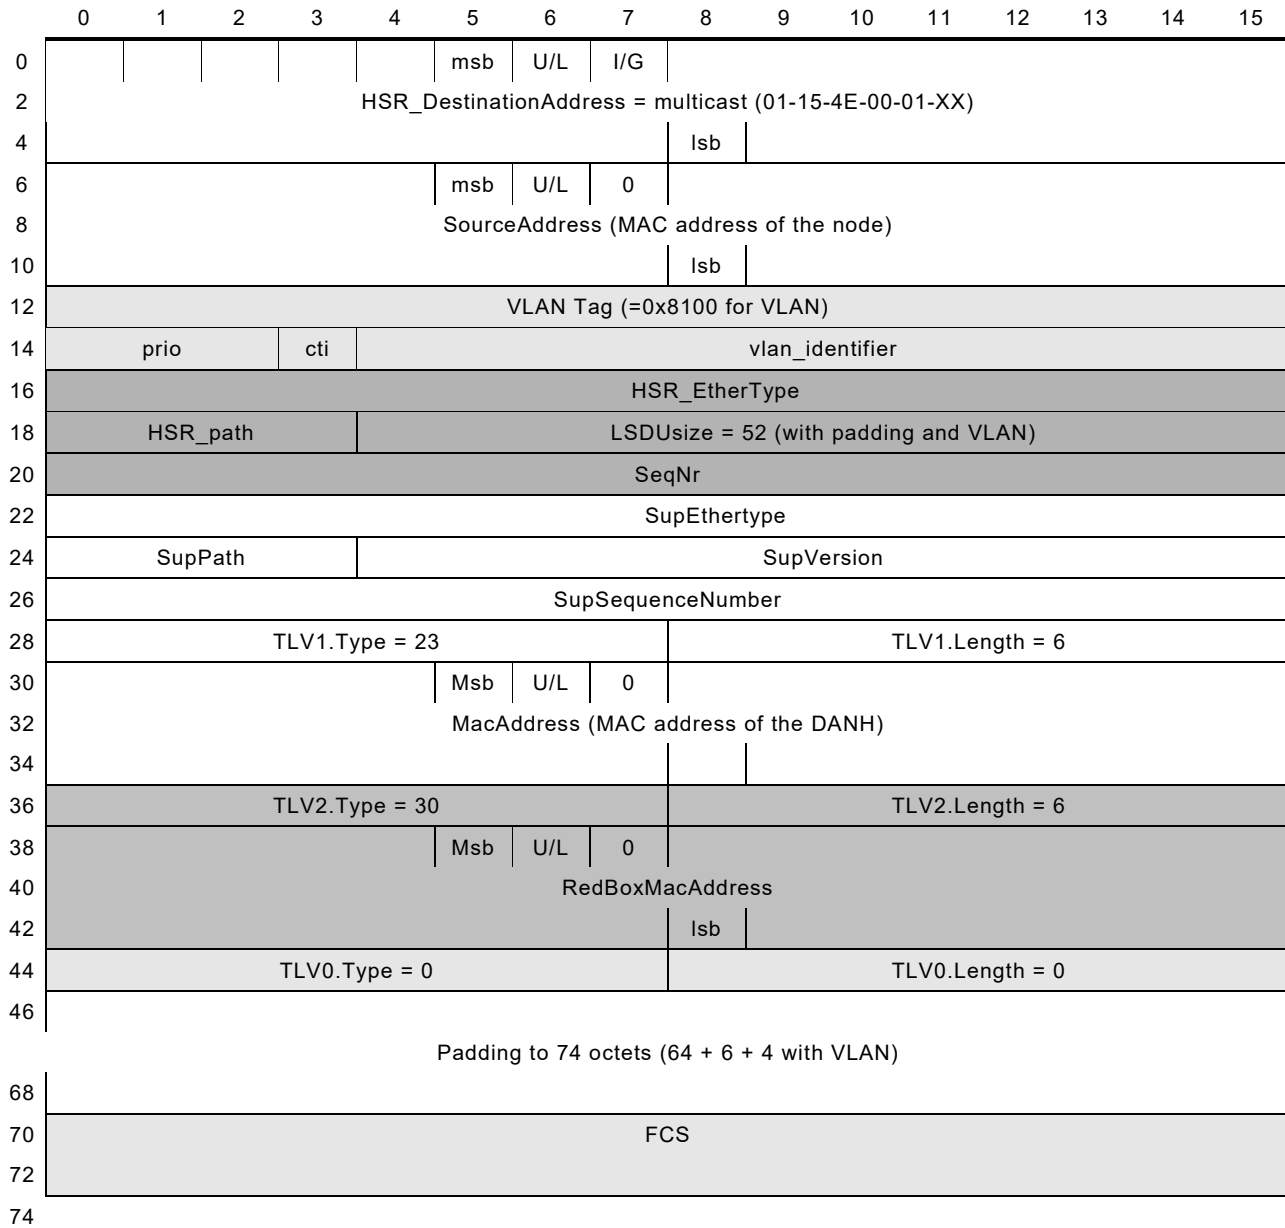 0 1 2 3 4 5 6 7 8 9 10 11 12 13 14 15
0 msb U/L I/G
2 HSR_DestinationAddress = multicast (01-15-4E-00-01-XX)
4 lsb
6 msb U/L 0
8 SourceAddress (MAC address of the node)
10 lsb
12 VLAN Tag (=0x8100 for VLAN)
14 prio cti vlan_identifier
16 HSR_EtherType
18 HSR_path LSDUsize = 52 (with padding and VLAN)
20 SeqNr
22 SupEthertype
24 SupPath SupVersion
26 SupSequenceNumber
28 TLV1.Type = 23 TLV1.Length = 6
30 Msb U/L 0
32 MacAddress (MAC address of the DANH)
34
36 TLV2.Type = 30 TLV2.Length = 6
38 Msb U/L 0
40 RedBoxMacAddress
42 lsb
44 TLV0.Type = 0 TLV0.Length = 0
46
Padding to 74 octets (64 + 6 + 4 with VLAN)
68
70 FCS
72
74